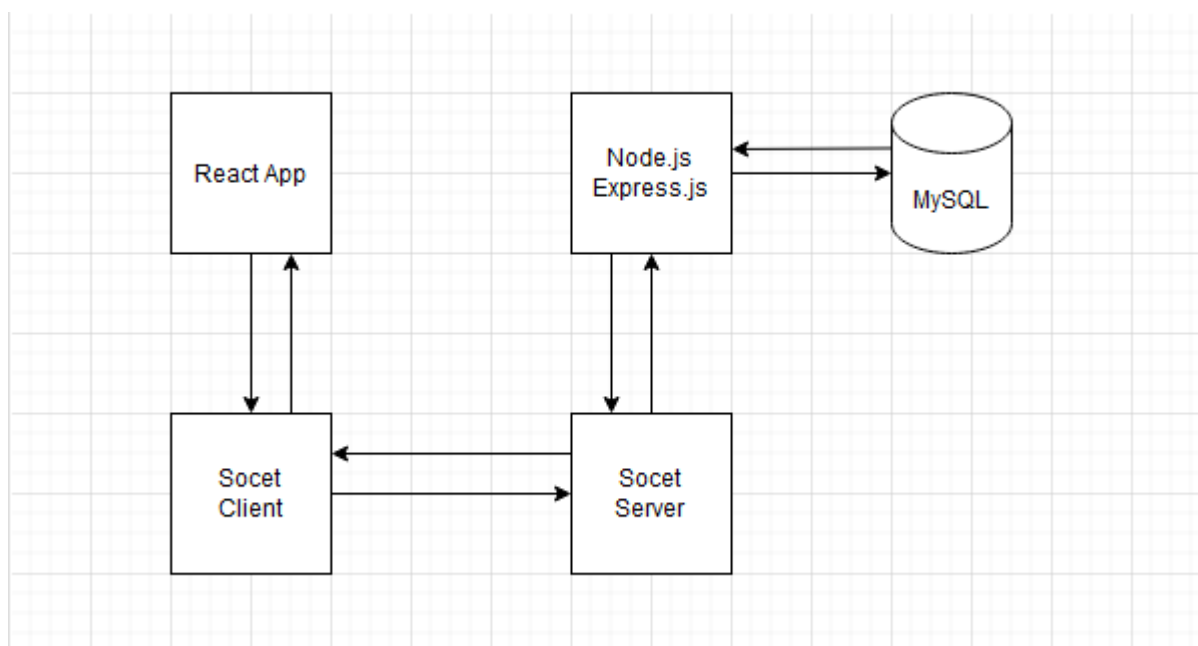 React App
Node.js
Express.js
MySQL
Socet
Client
Socet
Server